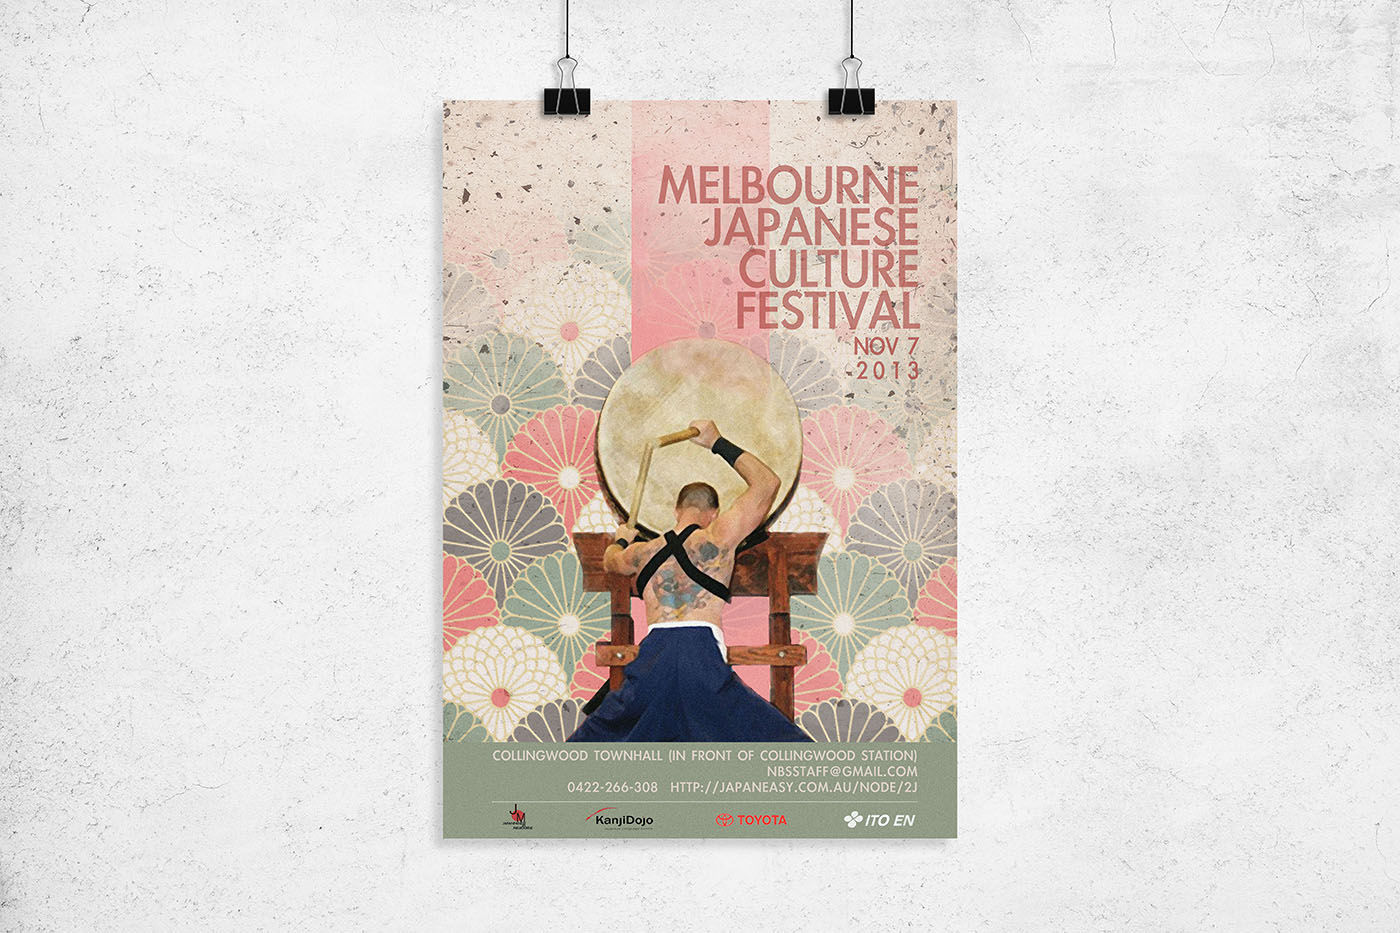 MELBOURNE
JAPANESE
CULTURE
FESTIVAL
NOV 7
2013
COLLINGWOOD TOWNHALL (IN FRONT OF COLLINGWOOD STATION)
NBSSTAFF@GMAIL.COM
0422-266-308 HTTP://JAPANEASY.COM.AU/NODE/2J
JM
KanjiDojo
TOYOTA
ITO EN